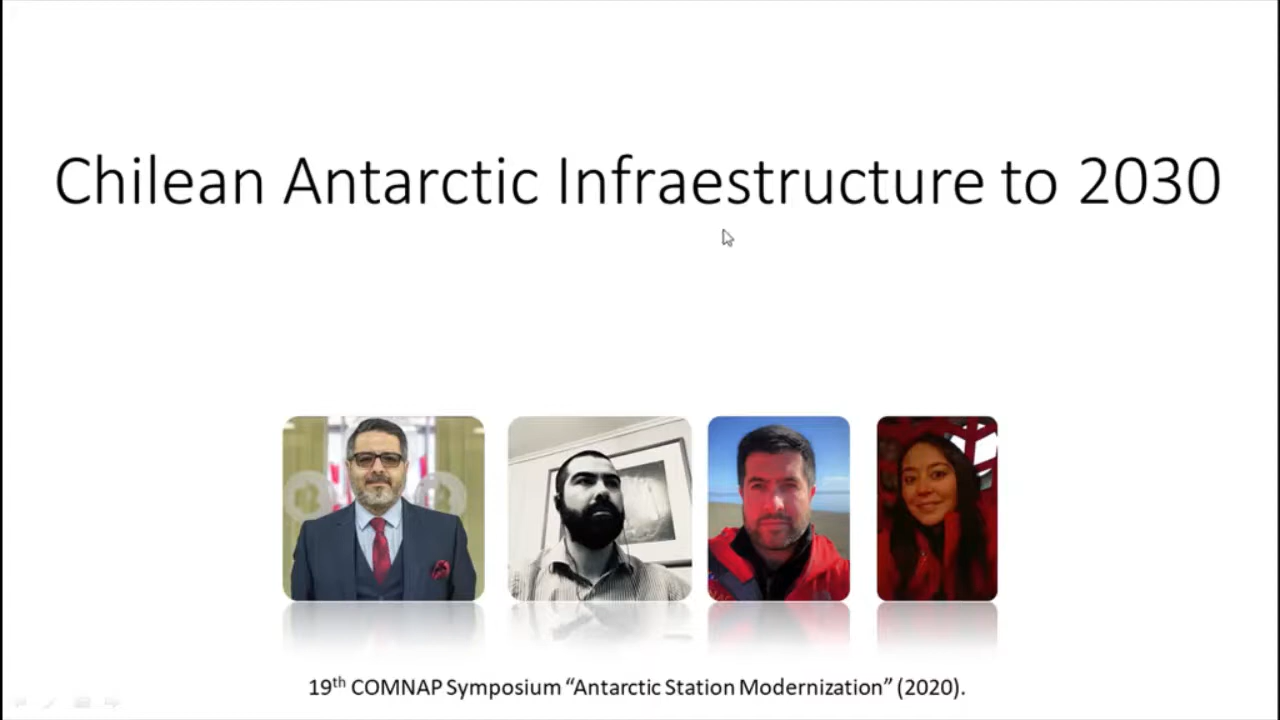 Chilean Antarctic Infraestructure to 2030
19th COMNAP Symposium “Antarctic Station Modernization” (2020).